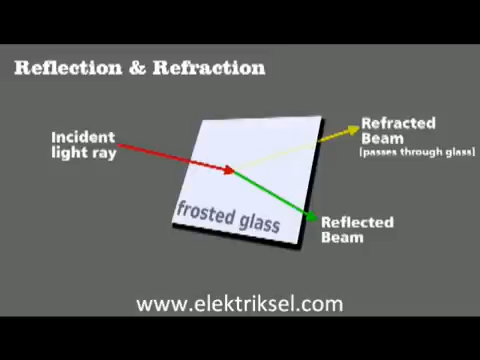 Reflection & Refraction
Incident
light ray
Refracted
Beam
(passes through glass)
frosted glass
Reflected
Beam
www.elektriksel.com